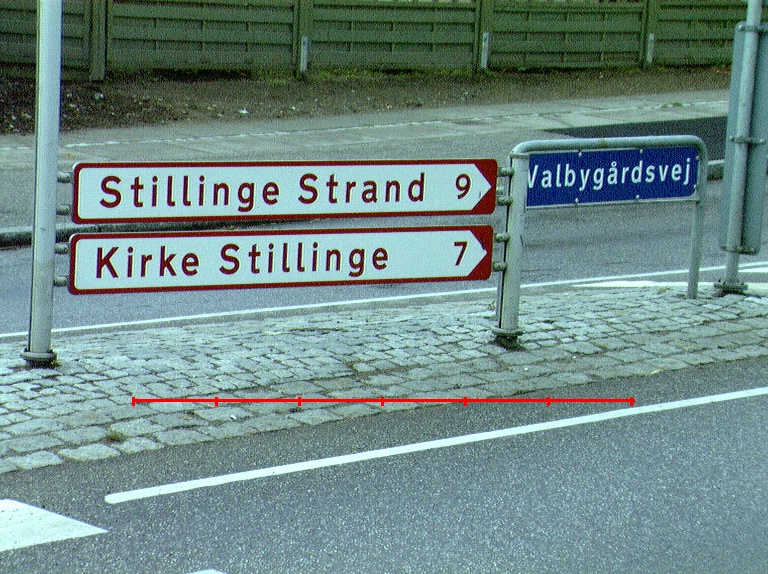 Stillinge Strand 9
Kirke Stillinge 7
Valbygårdsvej